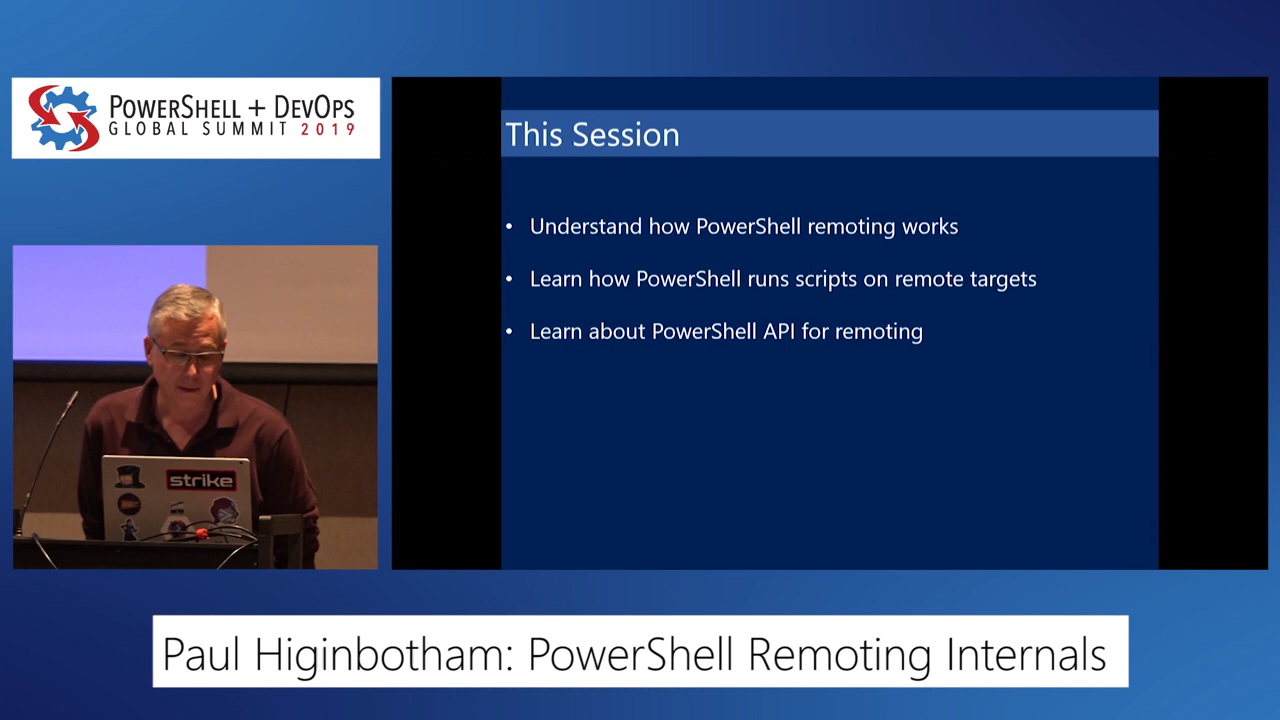 POWERSHELL + DEVOPS
GLOBAL SUMMIT 2019
This Session
• Understand how PowerShell remoting works
• Learn how PowerShell runs scripts on remote targets
• Learn about PowerShell API for remoting
strike
Paul Higinbotham: PowerShell Remoting Internals